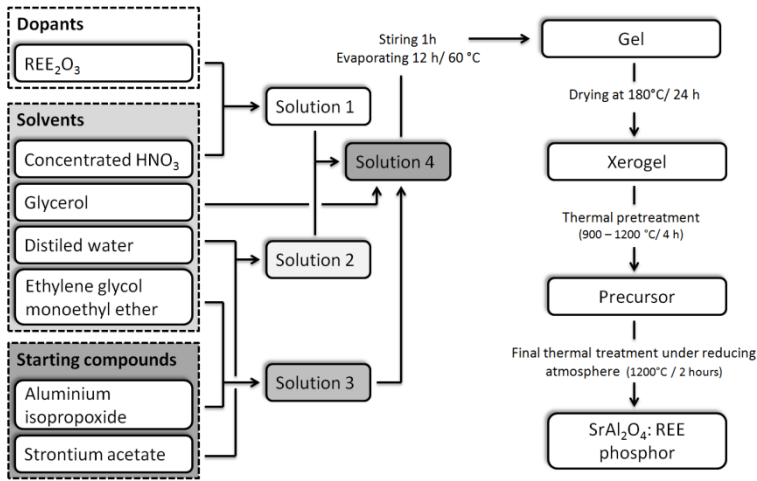 Dopants
REE₂O₃
Solvents
Concentrated HNO₃
Glycerol
Distiled water
Ethylene glycol
monoethyl ether
Starting compounds
Aluminium
isopropoxide
Strontium acetate
Solution 1
Solution 2
Solution 3
Solution 4
Stiring 1h
Evaporating 12 h/ 60 °C
Gel
Drying at 180°C/ 24 h
Xerogel
Thermal pretreatment
(900 – 1200 °C/ 4 h)
Precursor
Final thermal treatment under reducing
atmosphere (1200°C / 2 hours)
SrAl₂O₄: REE
phosphor